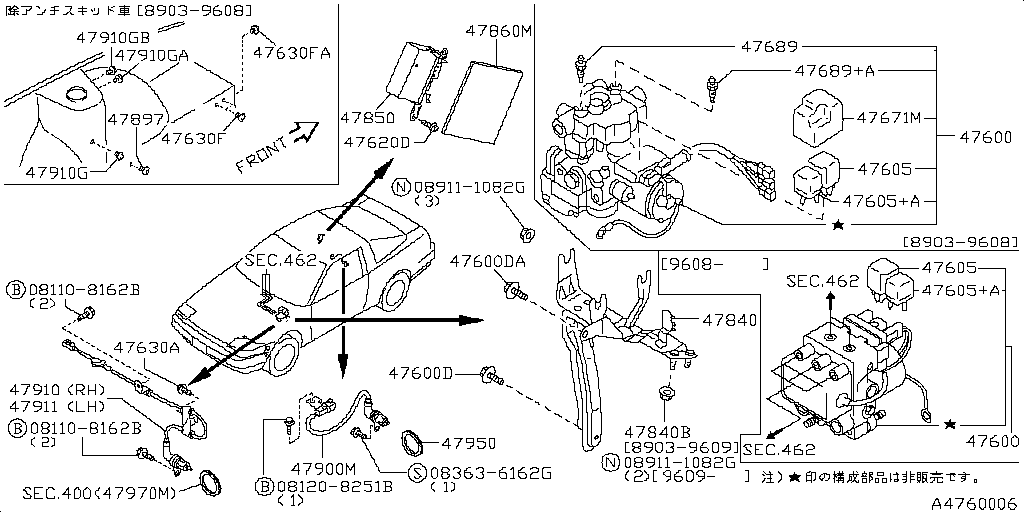 除アンチスキッド車 [8903-9608]
47910GB
47910GA
47630FA
47897
47630F
47910G
FRONT
47860M
47850
47620D
N 08911-1082G
(3)
47689
47689+A
47671M
47600
47605
47605+A
★
[8903-9608]
SEC.462
B 08110-8162B
(2)
47630A
47910 (RH)
47911 (LH)
B 08110-8162B
(2)
SEC.400(47970M)
47900M
B 08120-8251B
(1)
47950
S 08363-6162G
(1)
47600DA
47600D
47840
47840B
[8903-9609]
N 08911-1082G
(2)[9609- ]
[9608- ]
SEC.462
47605
47605+A
★
47600
SEC.462
注) ★印の構成部品は非販売です。
A4760006